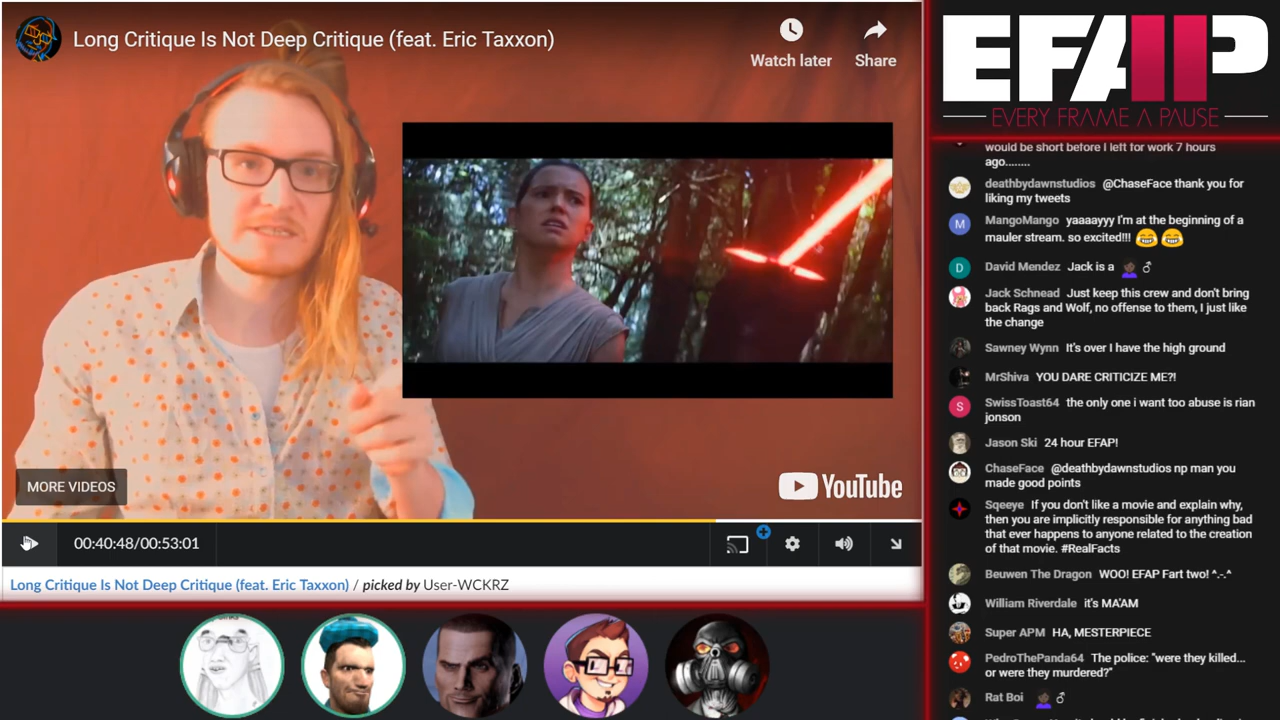 Long Critique Is Not Deep Critique (feat. Eric Taxxon)
Watch later
Share
MORE VIDEOS
YouTube
00:40:48/00:53:01
Long Critique Is Not Deep Critique (feat. Eric Taxxon) / picked by User-WCKRZ
EFAP
EVERY FRAME A PAUSE
would be short before I left for work 7 hours
ago........
deathbydawnstudios @ChaseFace thank you for
liking my tweets
M
MangoMango yaaaayyy I'm at the beginning of a
mauler stream. so excited!!! 😂 😂
D
David Mendez Jack is a 🤦🏿 ♂
Jack Schnead Just keep this crew and don't bring
back Rags and Wolf, no offense to them, I just like
the change
Sawney Wynn It's over I have the high ground
MrShiva YOU DARE CRITICIZE ME?!
S
SwissToast64 the only one i want too abuse is rian
jonson
Jason Ski 24 hour EFAP!
ChaseFace @deathbydawnstudios np man you
made good points
Sqeeye If you don't like a movie and explain why,
then you are implicitly responsible for anything bad
that ever happens to anyone related to the creation
of that movie. #RealFacts
Beuwen The Dragon WOO! EFAP Fart two! ^.-.^
William Riverdale it's MA'AM
Super APM HA, MESTERPIECE
PedroThePanda64 The police: "were they killed...
or were they murdered?"
Rat Boi 🤦🏿 ♂